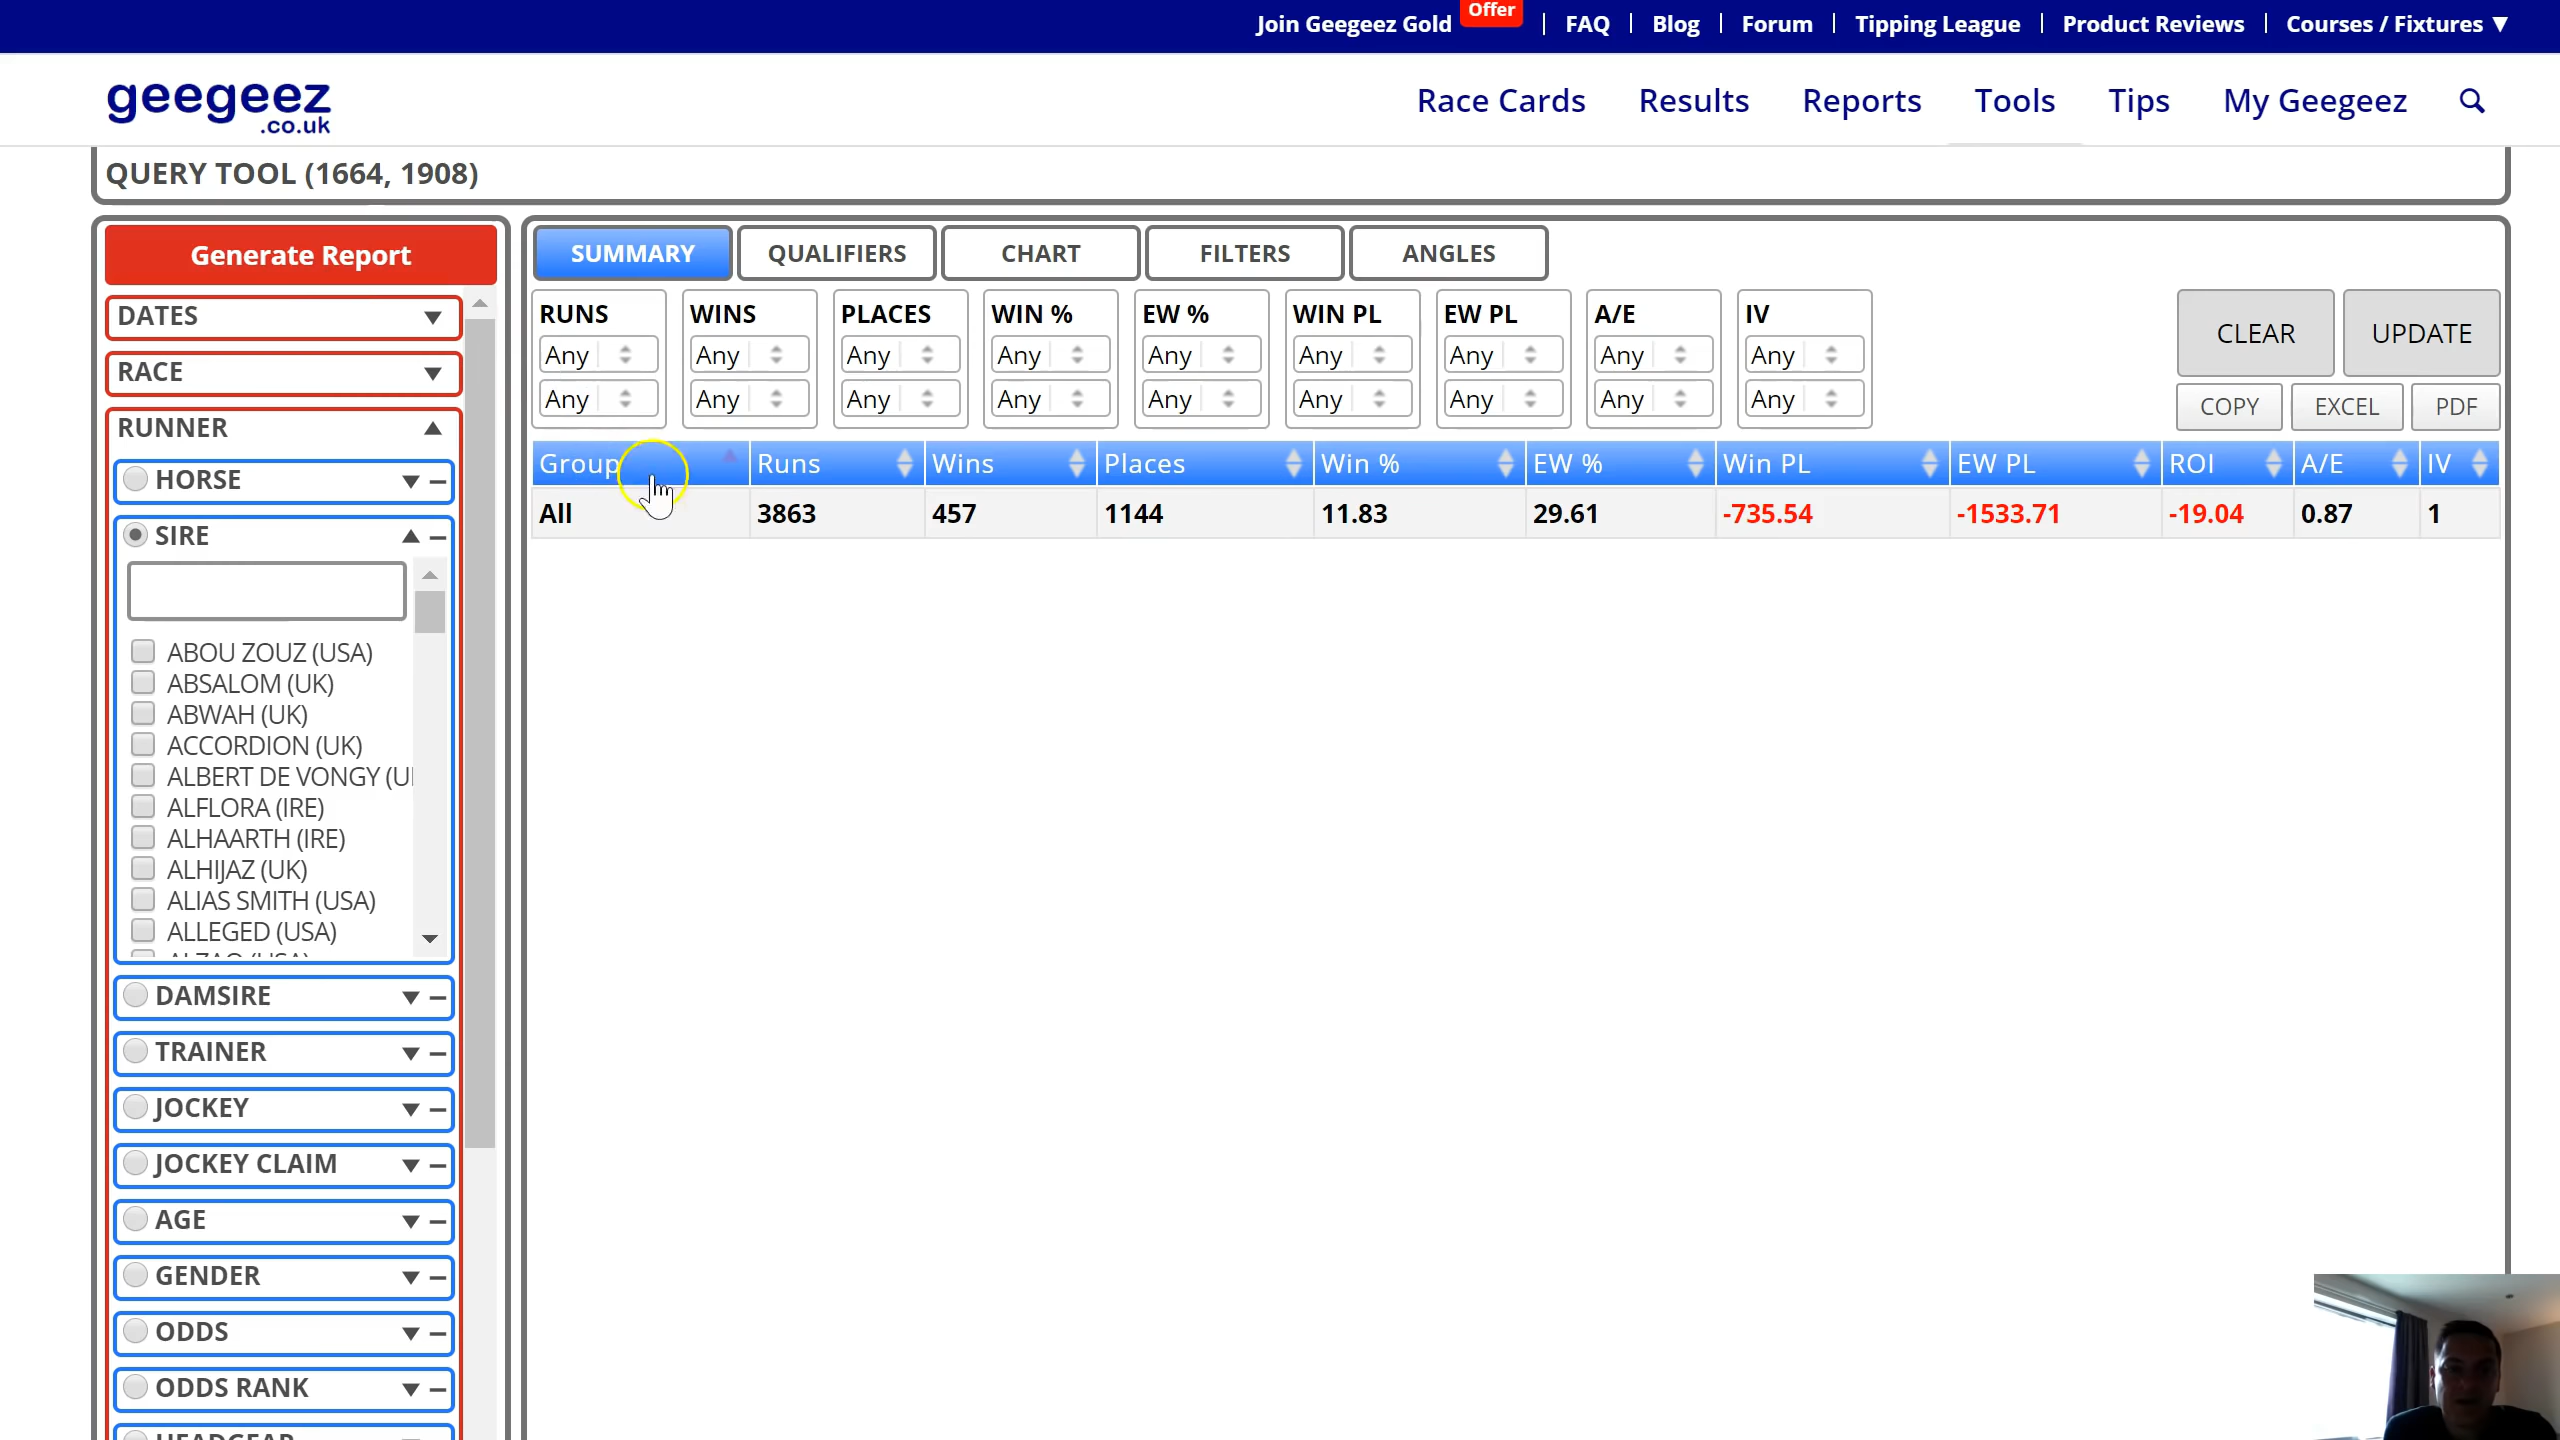 Join Geegeez Gold Offer | FAQ | Blog | Forum | Tipping League | Product Reviews | Courses / Fixtures ▼
geegeez
.co.uk
Race Cards Results Reports Tools Tips My Geegeez
QUERY TOOL (1664, 1908)
Generate Report
DATES
RACE
RUNNER
HORSE
SIRE
ABOU ZOUZ (USA)
ABSALOM (UK)
ABWAH (UK)
ACCORDION (UK)
ALBERT DE VONGY (U
ALFLORA (IRE)
ALHAARTH (IRE)
ALHIJAZ (UK)
ALIAS SMITH (USA)
ALLEGED (USA)
DAMSIRE
TRAINER
JOCKEY
JOCKEY CLAIM
AGE
GENDER
ODDS
ODDS RANK
HEADGEAR
SUMMARY QUALIFIERS CHART FILTERS ANGLES
RUNS WINS PLACES WIN % EW % WIN PL EW PL A/E IV
Any Any Any Any Any Any Any Any Any
Any Any Any Any Any Any Any Any Any
CLEAR UPDATE
COPY EXCEL PDF
Group Runs Wins Places Win % EW % Win PL EW PL ROI A/E IV
All 3863 457 1144 11.83 29.61 -735.54 -1533.71 -19.04 0.87 1